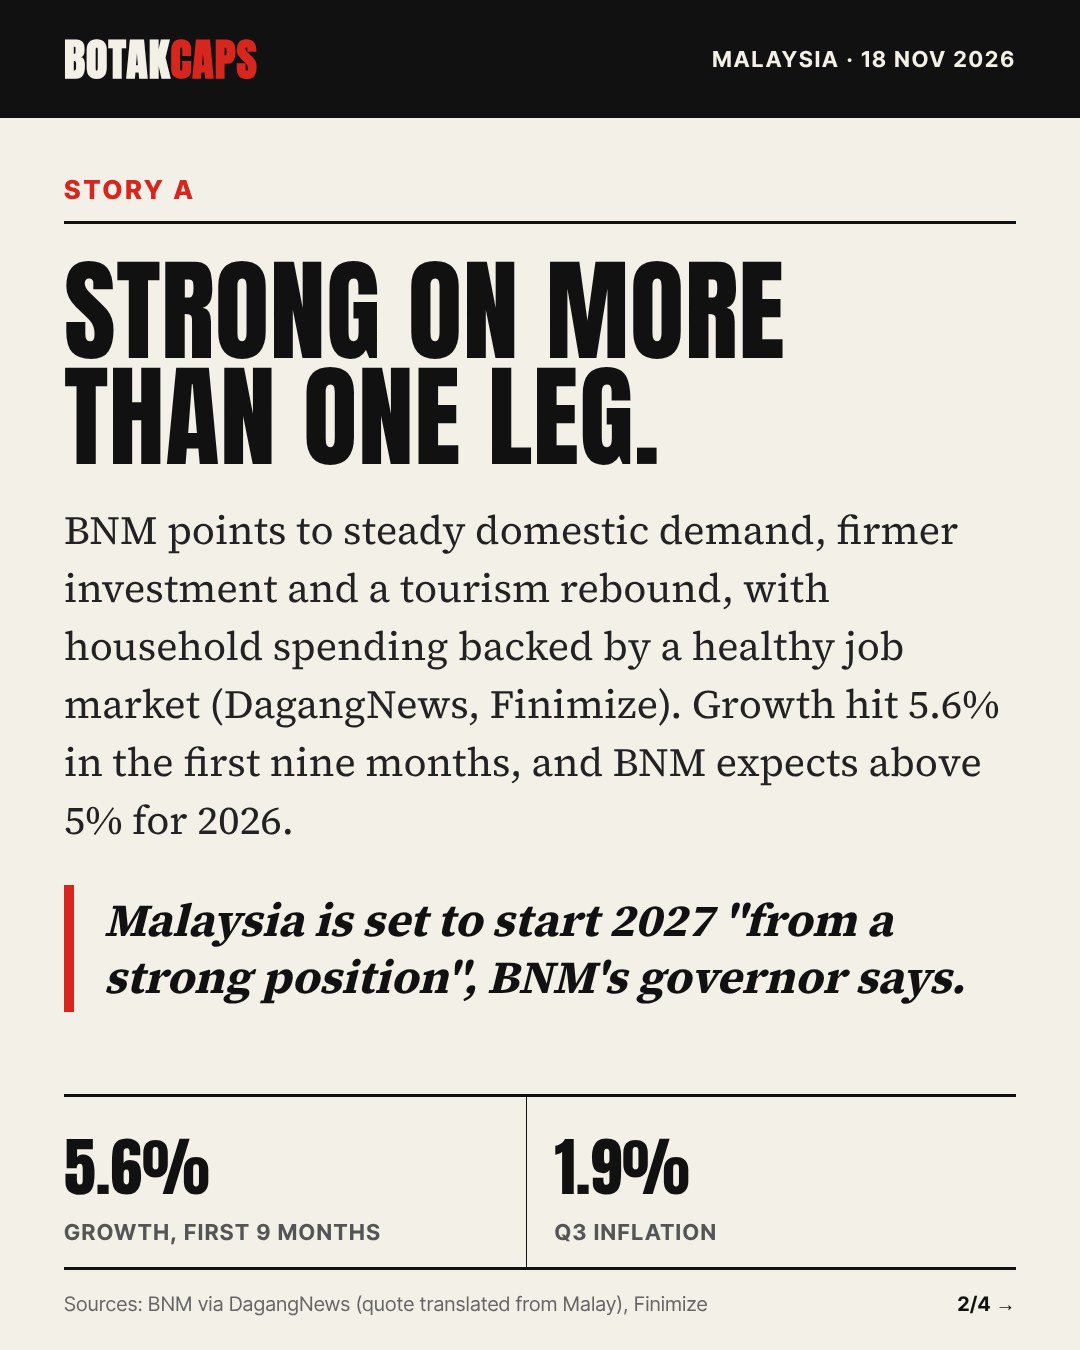 BOTAKCAPS
MALAYSIA · 18 NOV 2026
STORY A
STRONG ON MORE
THAN ONE LEG.
BNM points to steady domestic demand, firmer
investment and a tourism rebound, with
household spending backed by a healthy job
market (DagangNews, Finimize). Growth hit 5.6%
in the first nine months, and BNM expects above
5% for 2026.
Malaysia is set to start 2027 "from a
strong position", BNM's governor says.
5.6%
GROWTH, FIRST 9 MONTHS
1.9%
Q3 INFLATION
Sources: BNM via DagangNews (quote translated from Malay), Finimize
2/4 →